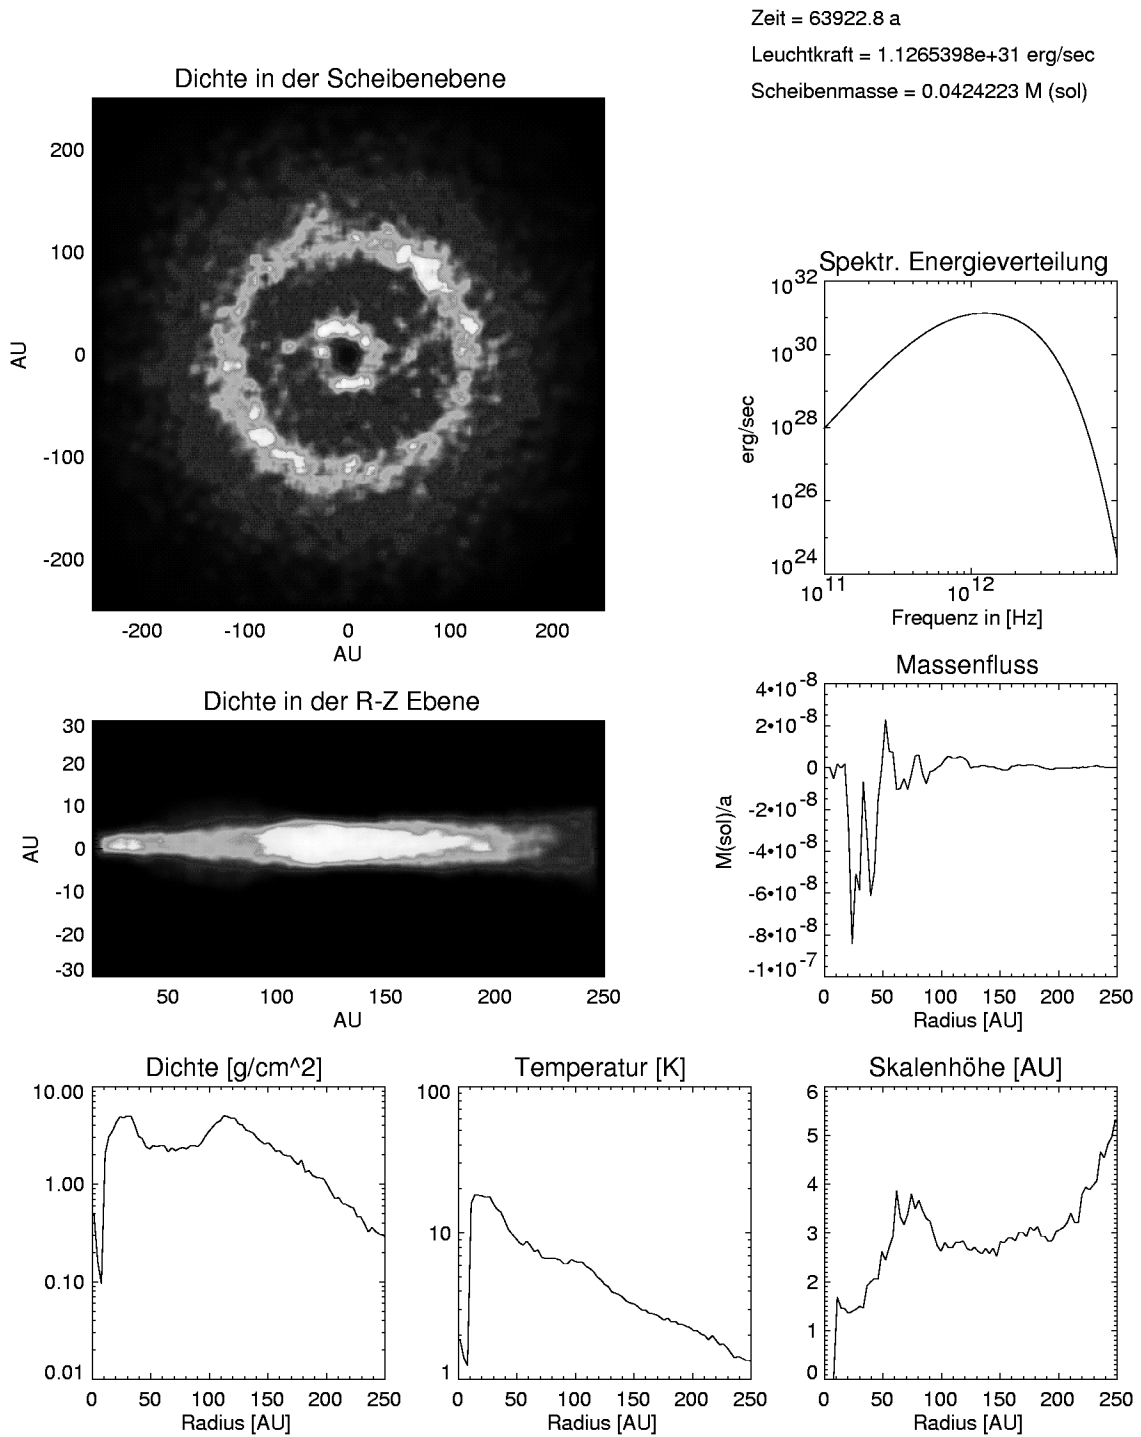 Zeit = 63922.8 a
Leuchtkraft = 1.1265398e+31 erg/sec
Scheibenmasse = 0.0424223 M (sol)
Dichte in der Scheibenebene
200
100
0
-100
-200
AU
-200 -100 0 100 200
AU
Spektr. Energieverteilung
10^32
10^30
10^28
10^26
10^24
erg/sec
10^11 10^12
Frequenz in [Hz]
Dichte in der R-Z Ebene
30
20
10
0
-10
-20
-30
AU
50 100 150 200 250
AU
Massenfluss
4•10^-8
2•10^-8
0
-2•10^-8
-4•10^-8
-6•10^-8
-8•10^-8
-1•10^-7
M(sol)/a
0 50 100 150 200 250
Radius [AU]
Dichte [g/cm^2]
10.00
1.00
0.10
0.01
0 50 100 150 200 250
Radius [AU]
Temperatur [K]
100
10
1
0 50 100 150 200 250
Radius [AU]
Skalenhöhe [AU]
6
5
4
3
2
1
0
0 50 100 150 200 250
Radius [AU]